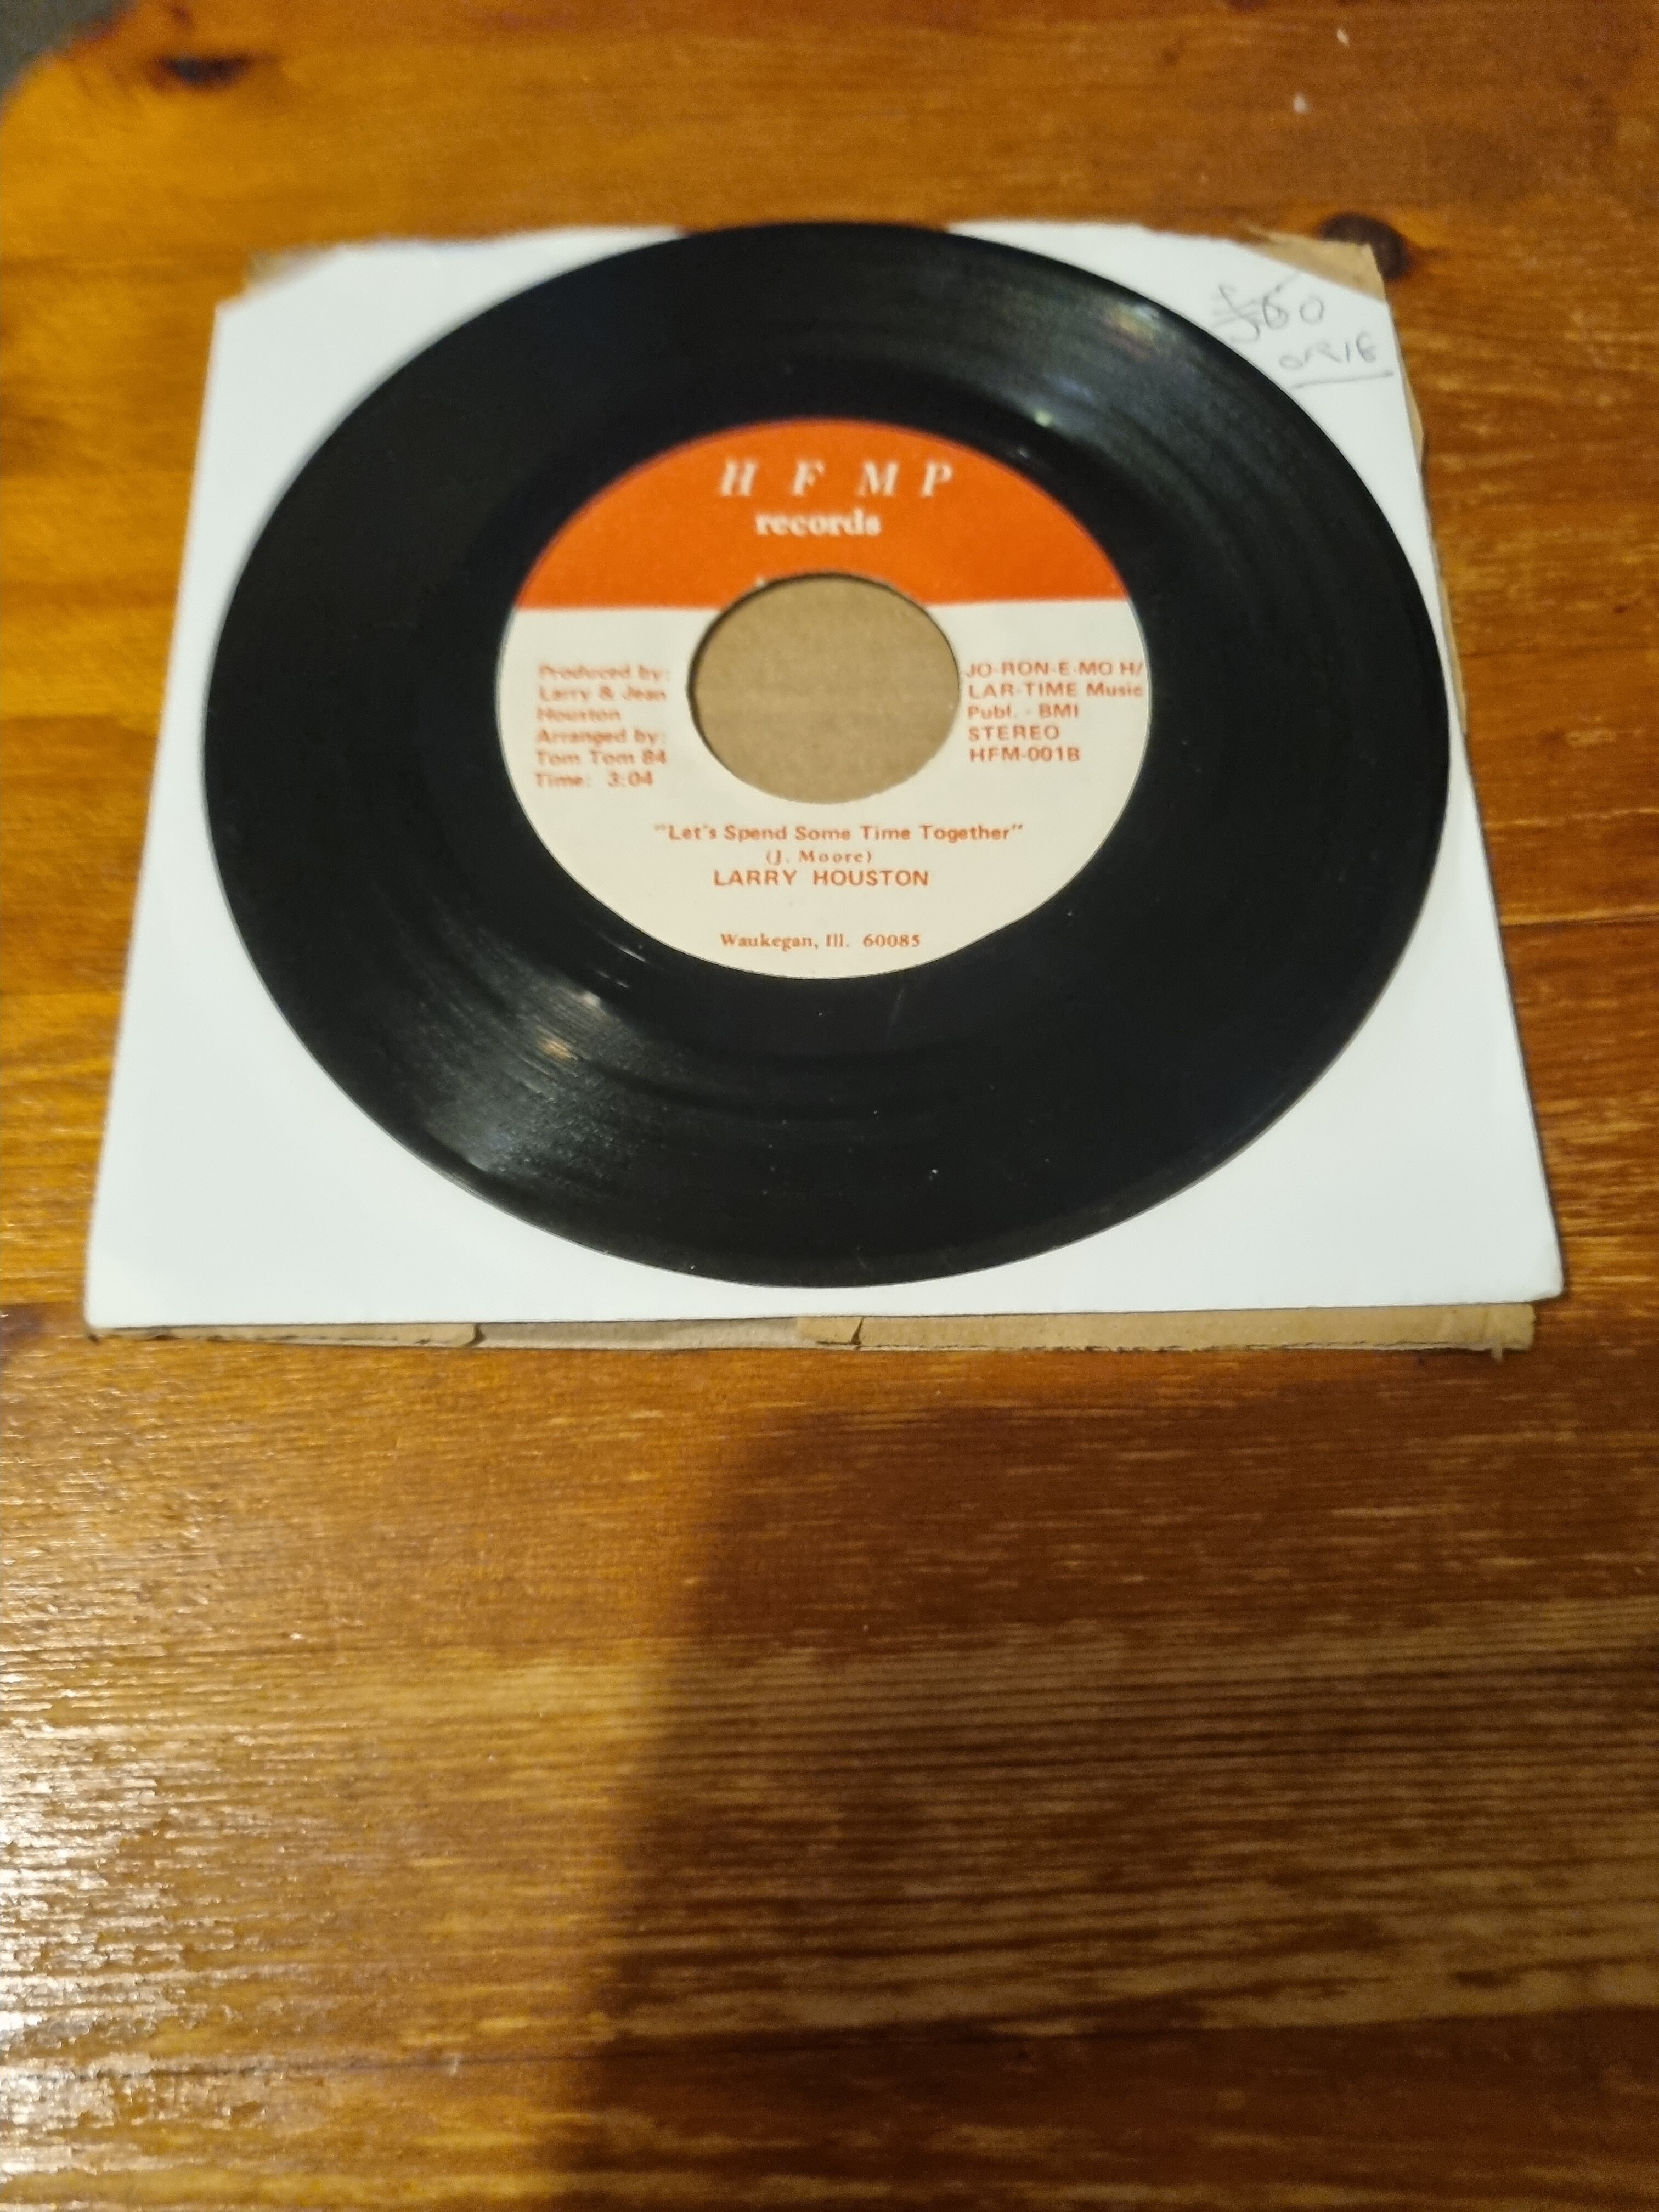 £60
ORIG
H F M P
records
Produced by:
Larry & Jean
Houston
Arranged by:
Tom Tom 84
Time: 3:04
JO-RON-E-MO H/
LAR-TIME Music
Publ. - BMI
STEREO
HFM-001B
"Let's Spend Some Time Together"
(J. Moore)
LARRY HOUSTON
Waukegan, Ill. 60085